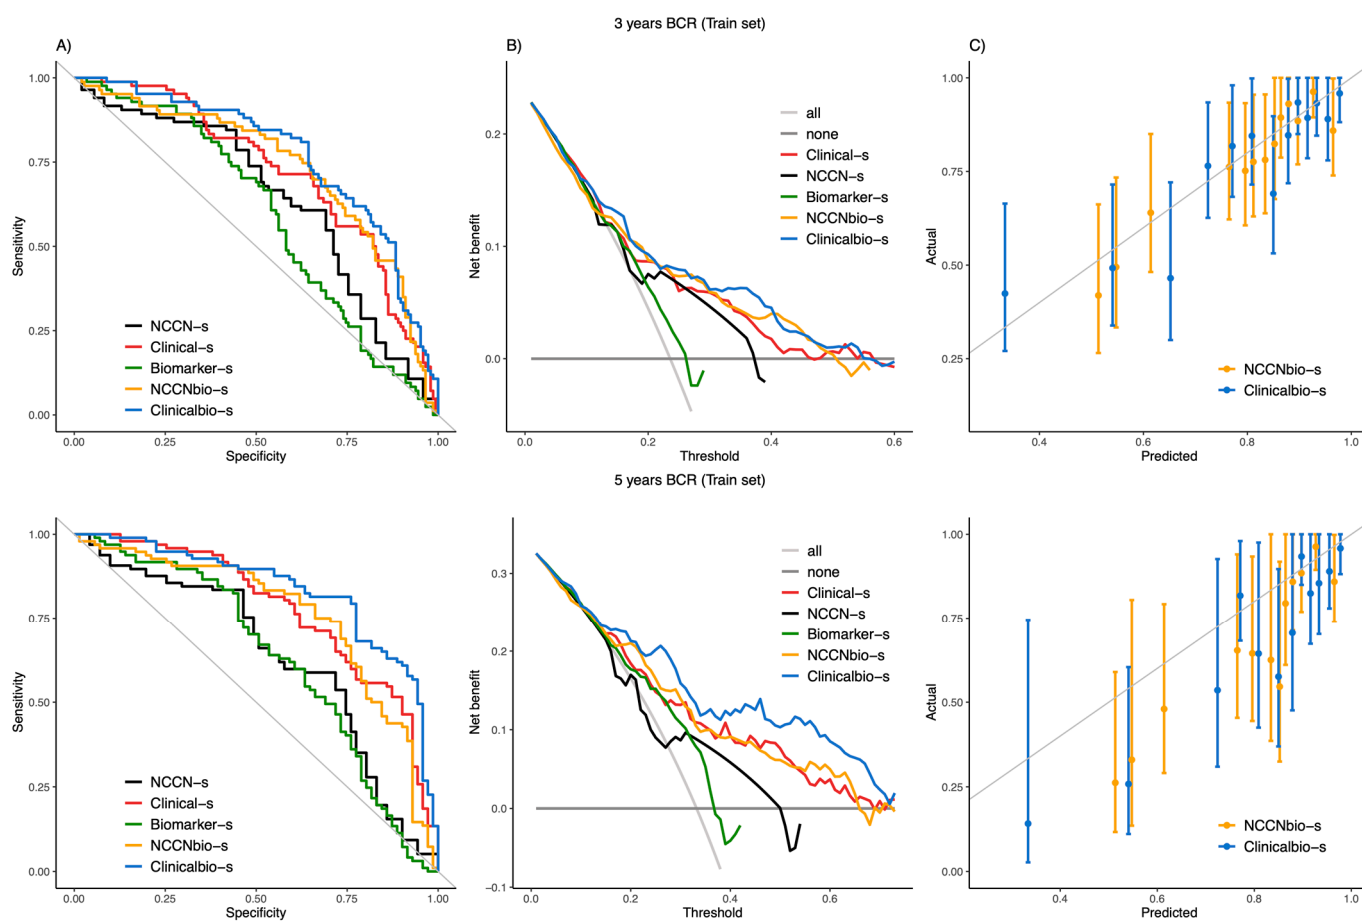 3 years BCR (Train set)
A)
B)
C)
1.00
0.75
0.50
0.25
0.00
Sensitivity
NCCN-s
Clinical-s
Biomarker-s
NCCNbio-s
Clinicalbio-s
0.00 0.25 0.50 0.75 1.00
Specificity
0.2
0.1
0.0
Net benefit
all
none
Clinical-s
NCCN-s
Biomarker-s
NCCNbio-s
Clinicalbio-s
0.0 0.2 0.4 0.6
Threshold
1.00
0.75
0.50
0.25
Actual
NCCNbio-s
Clinicalbio-s
0.4 0.6 0.8 1.0
Predicted
5 years BCR (Train set)
1.00
0.75
0.50
0.25
0.00
Sensitivity
NCCN-s
Clinical-s
Biomarker-s
NCCNbio-s
Clinicalbio-s
0.00 0.25 0.50 0.75 1.00
Specificity
0.3
0.2
0.1
0.0
-0.1
Net benefit
all
none
Clinical-s
NCCN-s
Biomarker-s
NCCNbio-s
Clinicalbio-s
0.0 0.2 0.4 0.6
Threshold
1.00
0.75
0.50
0.25
0.00
Actual
NCCNbio-s
Clinicalbio-s
0.4 0.6 0.8 1.0
Predicted